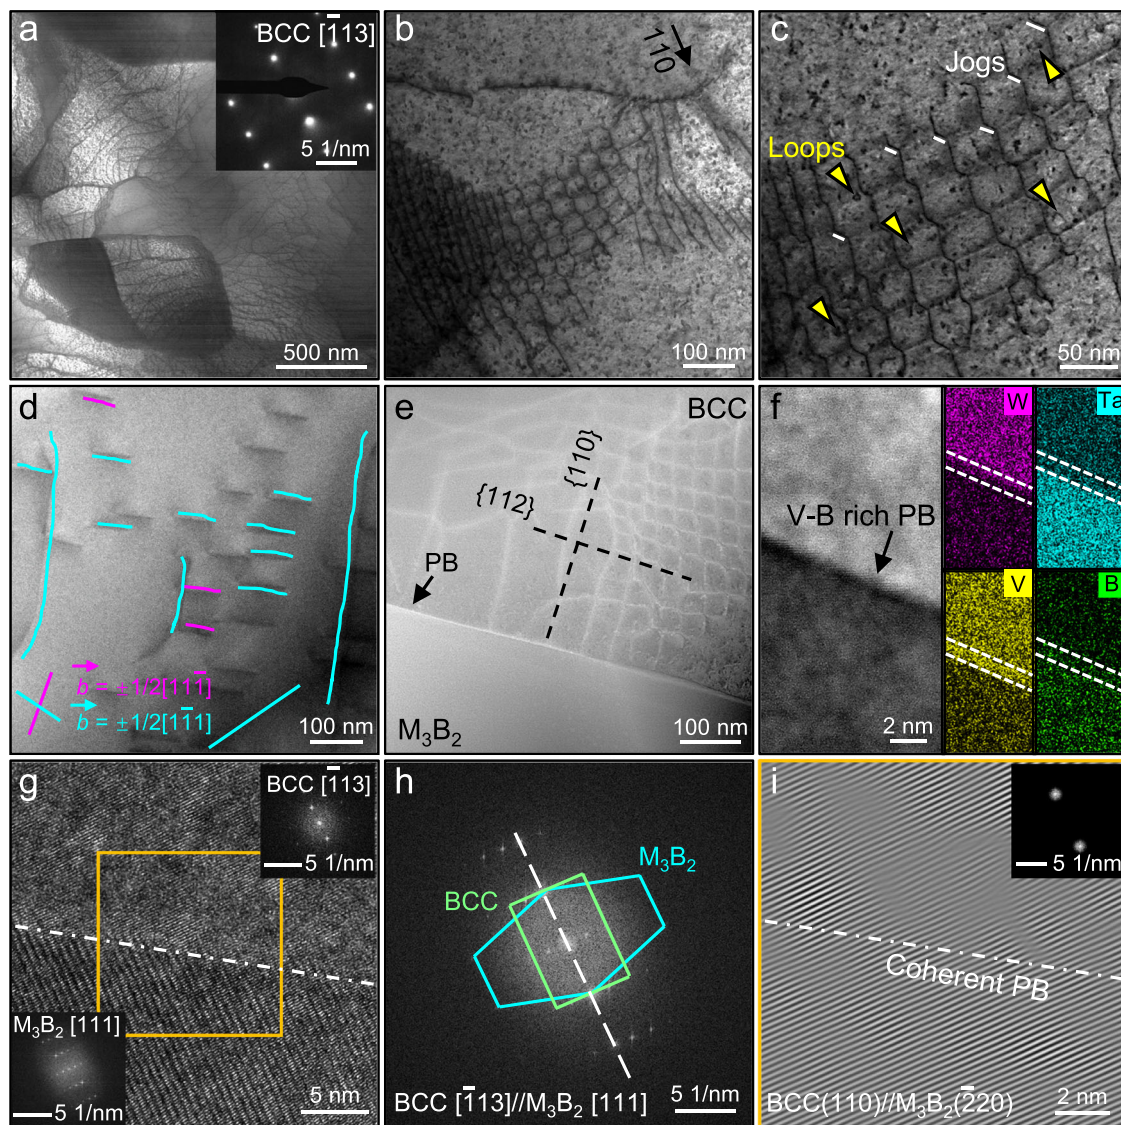 a
BCC [1̄13]
5 1/nm
500 nm
b
1̄10
100 nm
c
Jogs
Loops
50 nm
d
b = ±1/2[111̄]
b = ±1/2[11̄1]
100 nm
e
BCC
{110}
{112}
PB
M₃B₂
100 nm
f
V-B rich PB
2 nm
W
Ta
V
B
g
BCC [1̄13]
5 1/nm
M₃B₂ [111]
5 1/nm
5 nm
h
M₃B₂
BCC
BCC [1̄13]//M₃B₂ [111]
5 1/nm
i
5 1/nm
Coherent PB
BCC(110)//M₃B₂(2̄20)
2 nm